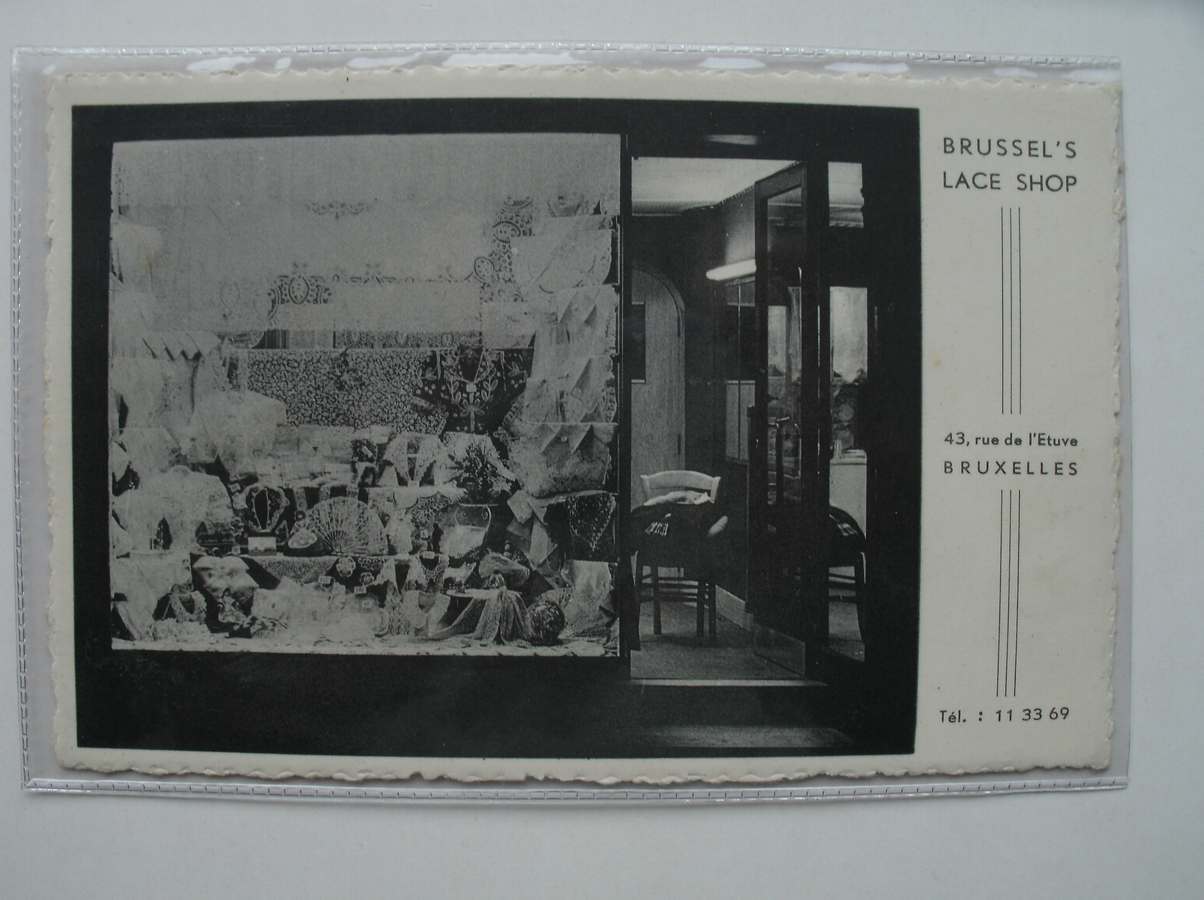 BRUSSEL'S
LACE SHOP
43, rue de l'Etuve
BRUXELLES
Tél. : 11 33 69